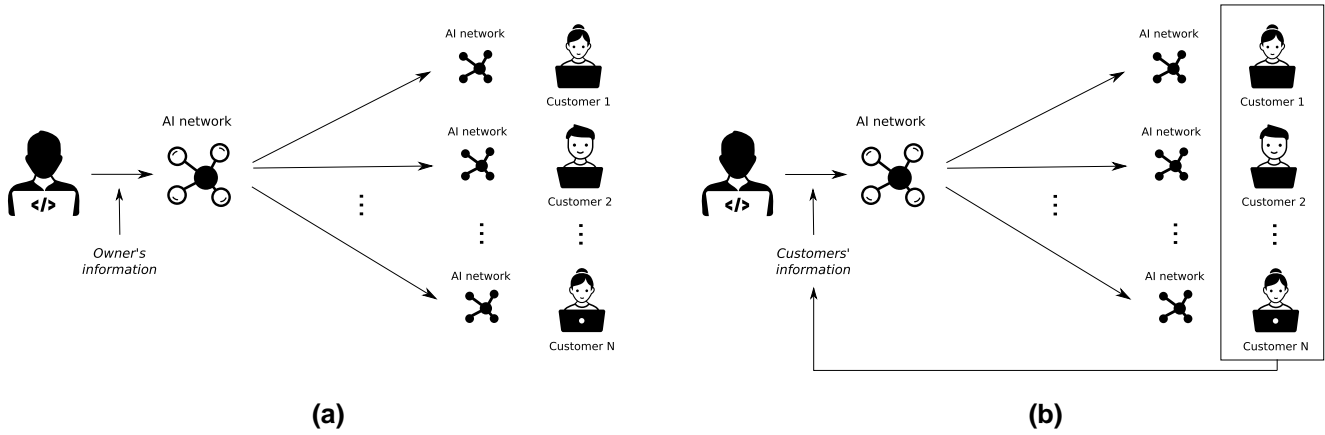 AI network
Customer 1
AI network
AI network
Customer 2
</>
Owner's
information
AI network
Customer N
(a)
AI network
Customer 1
AI network
AI network
Customer 2
</>
Customers'
information
AI network
Customer N
(b)